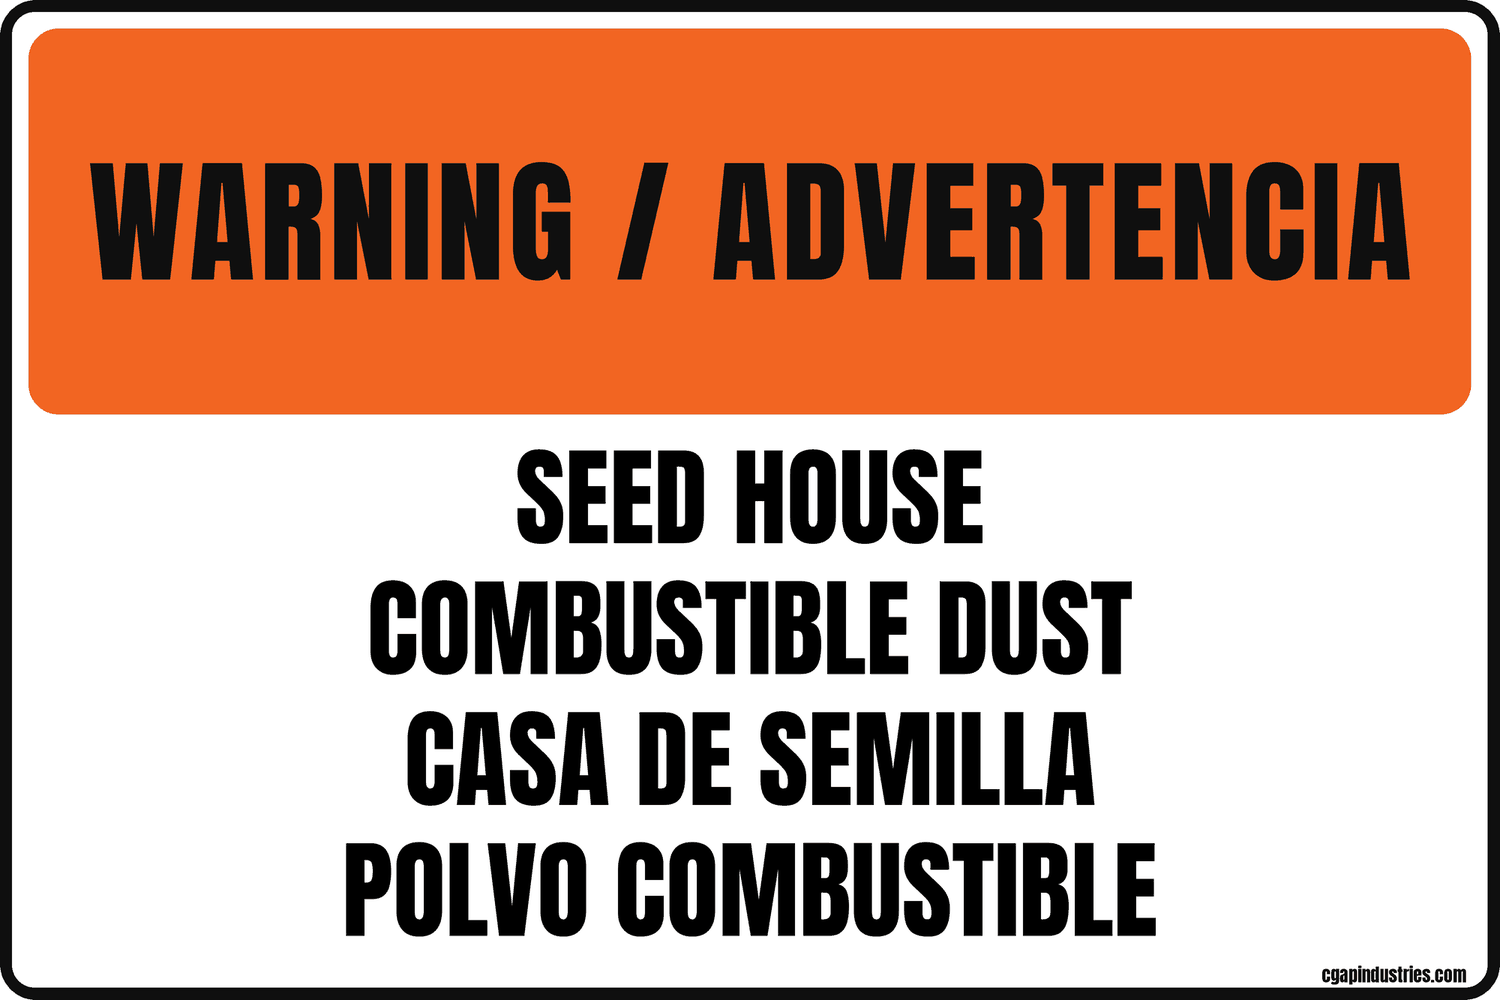 WARNING / ADVERTENCIA
SEED HOUSE
COMBUSTIBLE DUST
CASA DE SEMILLA
POLVO COMBUSTIBLE
cgapindustries.com